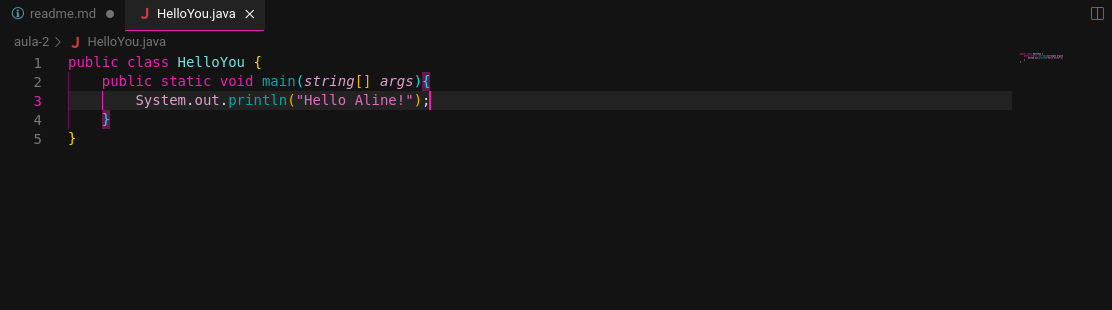 readme.md HelloYou.java
aula-2 HelloYou.java
1 public class HelloYou {
2 public static void main(string[] args){
3 System.out.println("Hello Aline!");
4 }
5 }